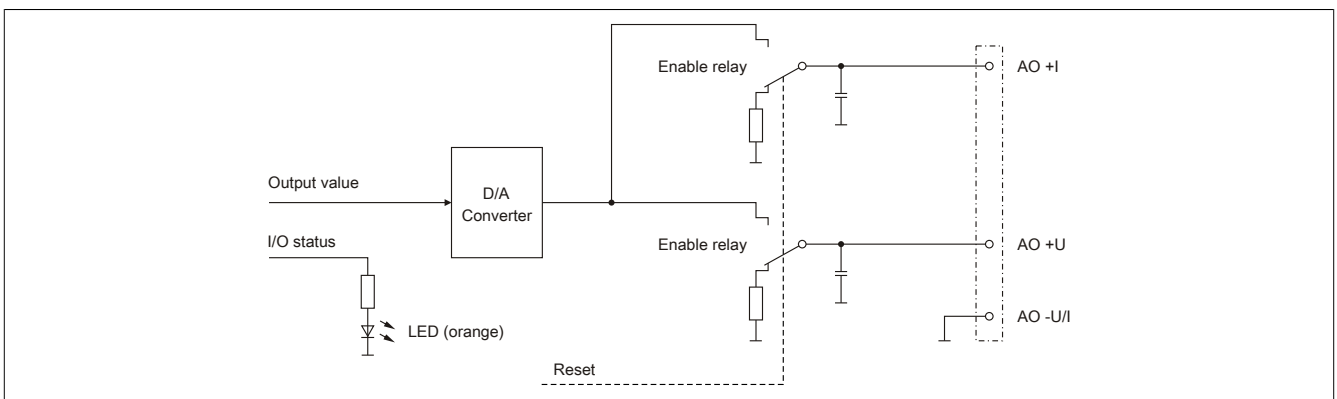 Enable relay
AO +I
Output value
D/A
Converter
I/O status
Enable relay
AO +U
LED (orange)
AO -U/I
Reset